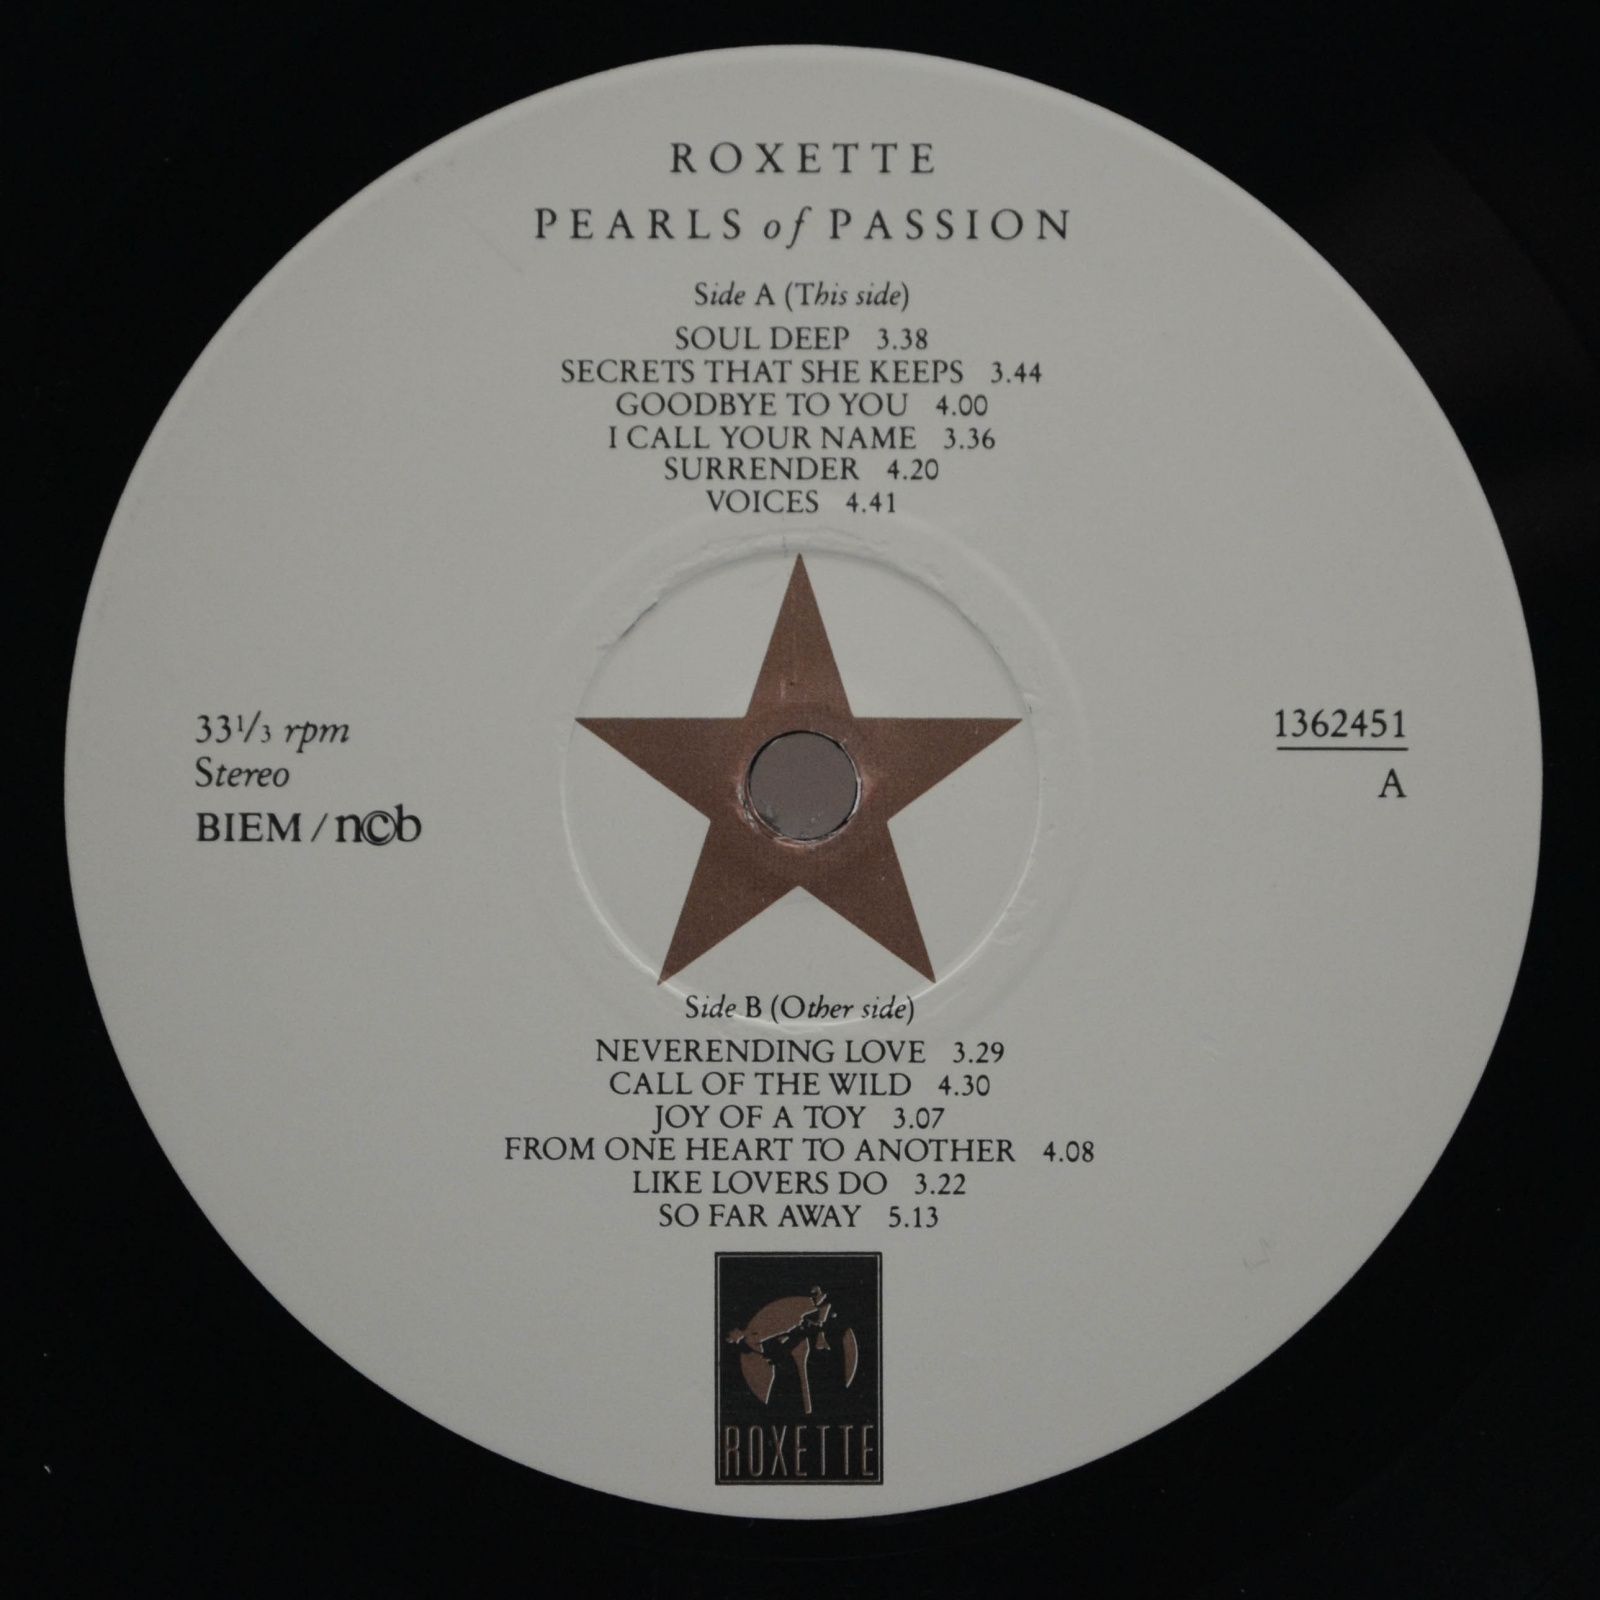 ROXETTE
PEARLS of PASSION
Side A (This side)
SOUL DEEP 3.38
SECRETS THAT SHE KEEPS 3.44
GOODBYE TO YOU 4.00
I CALL YOUR NAME 3.36
SURRENDER 4.20
VOICES 4.41
33 1/3 rpm
Stereo
BIEM / n©b
1362451
A
Side B (Other side)
NEVERENDING LOVE 3.29
CALL OF THE WILD 4.30
JOY OF A TOY 3.07
FROM ONE HEART TO ANOTHER 4.08
LIKE LOVERS DO 3.22
SO FAR AWAY 5.13
ROXETTE